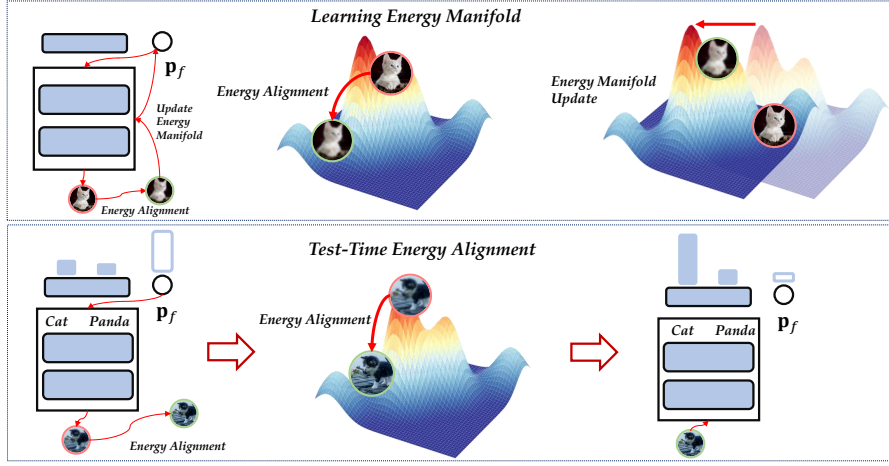 Learning Energy Manifold
p_f
Update
Energy
Manifold
Energy Alignment
Energy Alignment
Energy Manifold
Update
Test-Time Energy Alignment
p_f
Cat Panda
Energy Alignment
Energy Alignment
p_f
Cat Panda